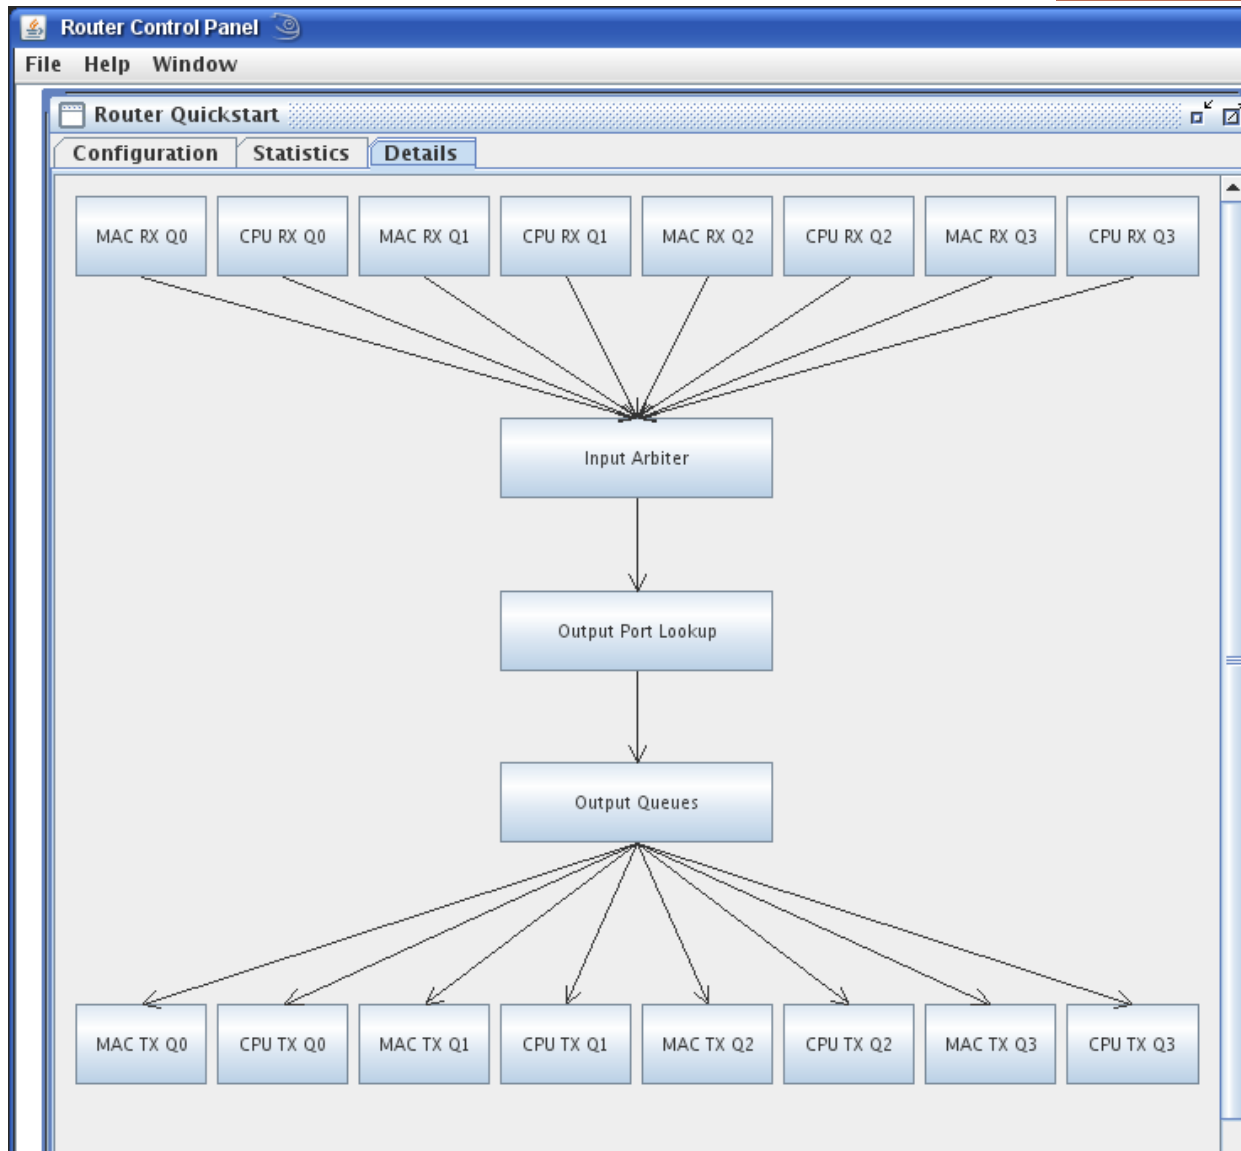 Router Control Panel
File Help Window
Router Quickstart
Configuration Statistics Details
MAC RX Q0 CPU RX Q0 MAC RX Q1 CPU RX Q1 MAC RX Q2 CPU RX Q2 MAC RX Q3 CPU RX Q3
Input Arbiter
Output Port Lookup
Output Queues
MAC TX Q0 CPU TX Q0 MAC TX Q1 CPU TX Q1 MAC TX Q2 CPU TX Q2 MAC TX Q3 CPU TX Q3